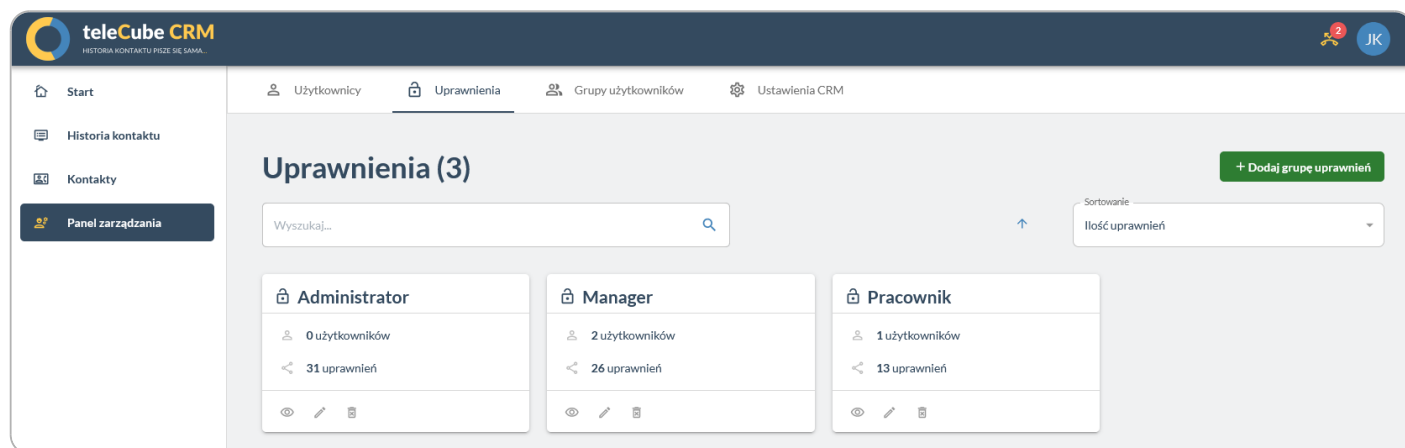 teleCube CRM
HISTORIA KONTAKTU PISZE SIĘ SAMA...
2
JK
Start
Historia kontaktu
Kontakty
Panel zarządzania
Użytkownicy
Uprawnienia
Grupy użytkowników
Ustawienia CRM
Uprawnienia (3)
+ Dodaj grupę uprawnień
Wyszukaj...
Sortowanie
Ilość uprawnień
Administrator
0 użytkowników
31 uprawnień
Manager
2 użytkowników
26 uprawnień
Pracownik
1 użytkowników
13 uprawnień